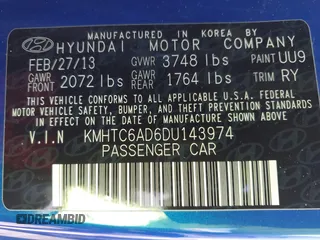 MANUFACTURED IN KOREA BY
HYUNDAI MOTOR COMPANY
FEB/27/13 GVWR 3748 lbs PAINT UU9
GAWR FRONT 2072 lbs GAWR REAR 1764 lbs TRIM RY
THIS VEHICLE CONFORMS TO ALL APPLICABLE U.S. FEDERAL
MOTOR VEHICLE SAFETY, BUMPER, AND THEFT PREVENTION
STANDARDS IN EFFECT ON THE DATE OF MANUFACTURE SHOWN ABOVE
V.I.N KMHTC6AD6DU143974
PASSENGER CAR
DREAMBID